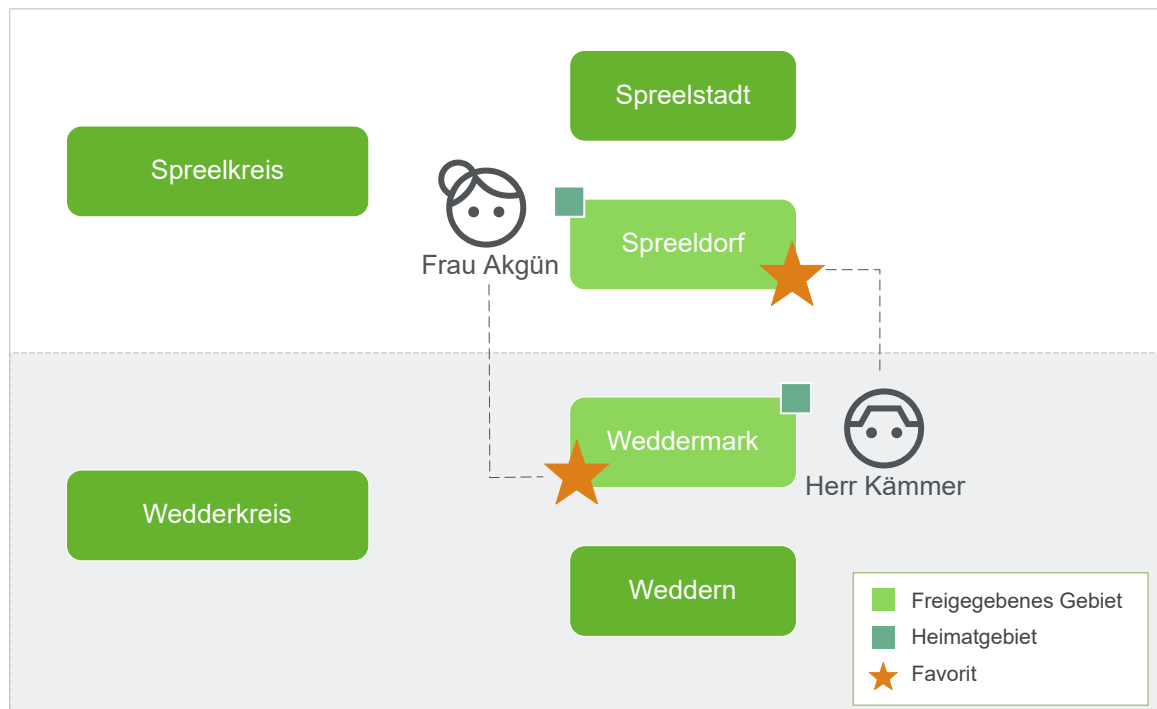 Spreelstadt
Spreelkreis
Spreeldorf
Frau Akgün
Weddermark
Herr Kämmer
Wedderkreis
Weddern
Freigegebenes Gebiet
Heimatgebiet
Favorit